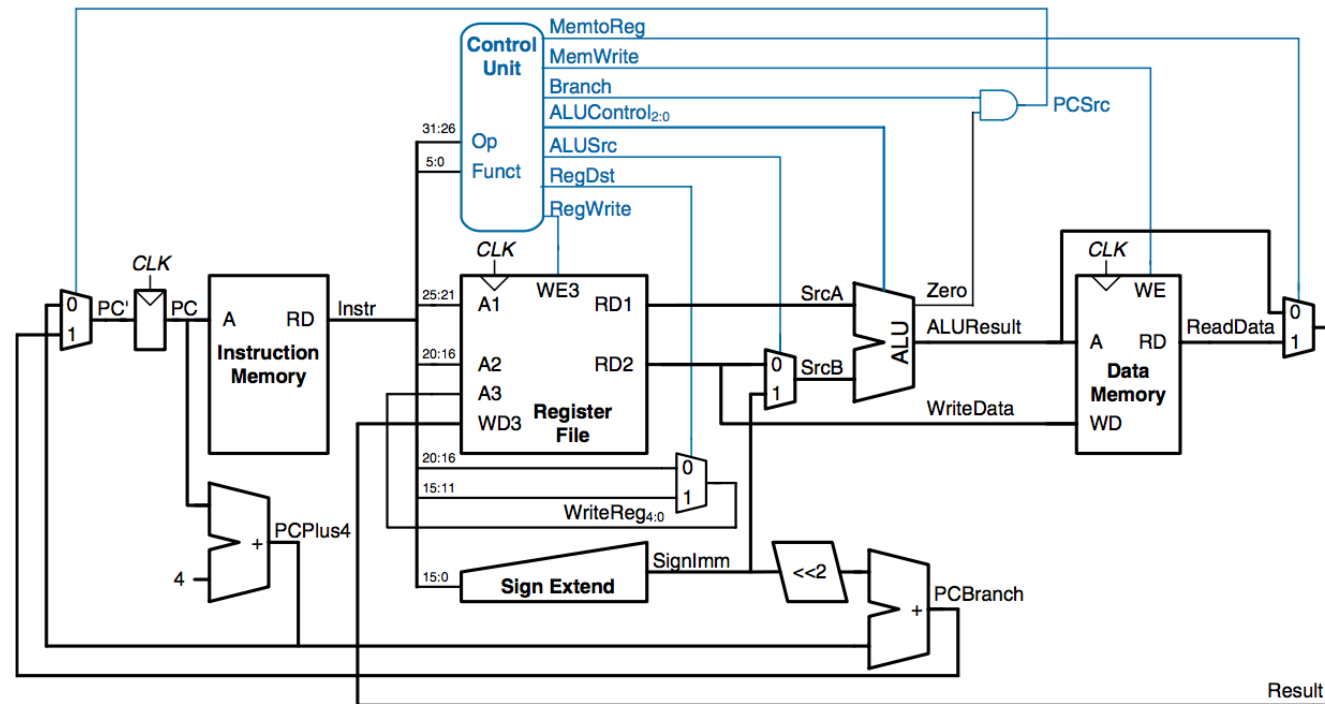 MemtoReg
Control
Unit
MemWrite
Branch
PCSrc
ALUControl2:0
31:26
Op
ALUSrc
5:0
Funct
RegDst
RegWrite
CLK
CLK
CLK
0
1
PC'
PC
A
RD
Instruction
Memory
Instr
25:21
A1
WE3
RD1
SrcA
Zero
WE
20:16
A2
RD2
0
1
SrcB
ALU
ALUResult
A
RD
Data
Memory
ReadData
0
1
A3
WD3
Register
File
WriteData
WD
20:16
0
15:11
1
WriteReg4:0
PCPlus4
+
4
15:0
Sign Extend
SignImm
<<2
+
PCBranch
Result